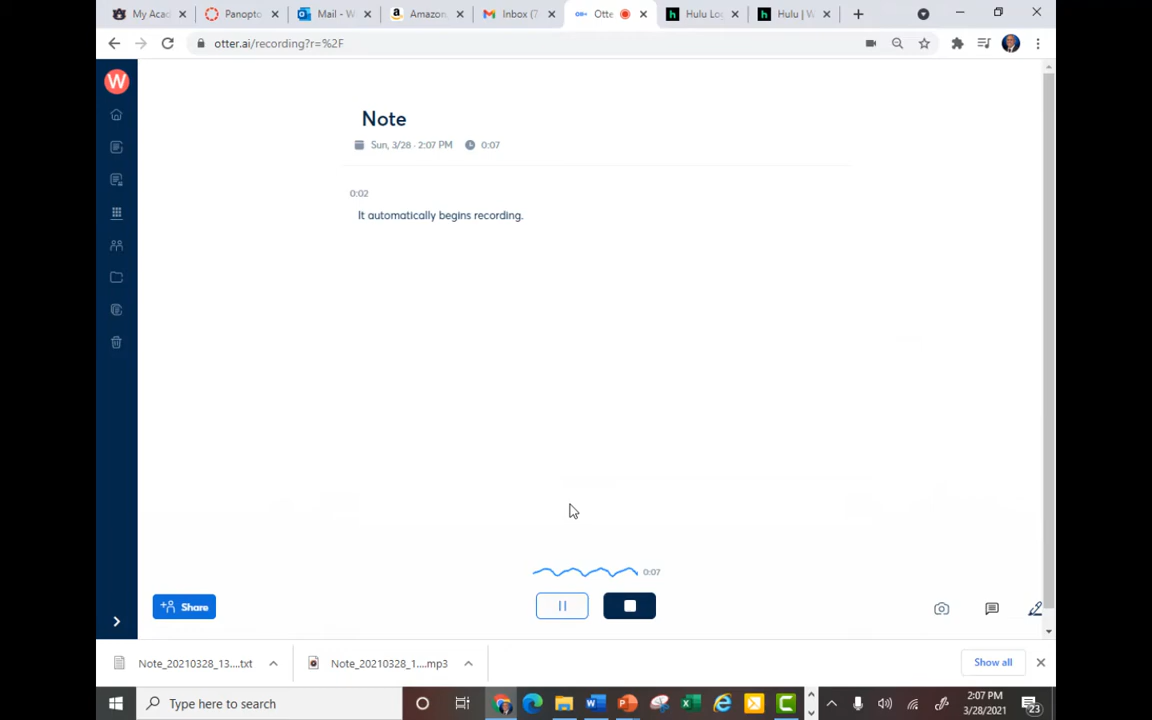 My Acad
Panopto
Mail - W
Amazon.
Inbox (7
Otte
Hulu Log
Hulu | W
otter.ai/recording?r=%2F
W
Note
Sun, 3/28 · 2:07 PM 0:07
0:02
It automatically begins recording.
0:07
Share
Note_20210328_13....txt
Note_20210328_1....mp3
Show all
Type here to search
2:07 PM
3/28/2021
23